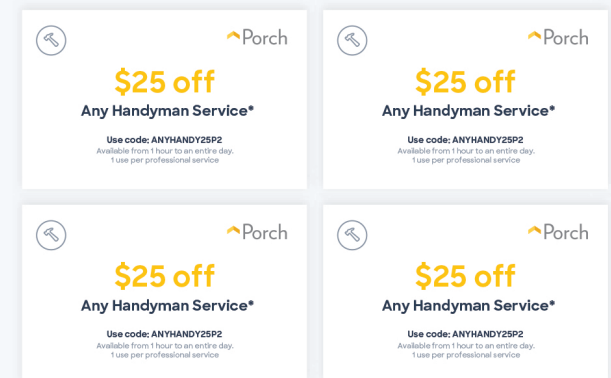 Porch
$25 off
Any Handyman Service*
Use code: ANYHANDY25P2
Available from 1 hour to an entire day.
1 use per professional service
Porch
$25 off
Any Handyman Service*
Use code: ANYHANDY25P2
Available from 1 hour to an entire day.
1 use per professional service
Porch
$25 off
Any Handyman Service*
Use code: ANYHANDY25P2
Available from 1 hour to an entire day.
1 use per professional service
Porch
$25 off
Any Handyman Service*
Use code: ANYHANDY25P2
Available from 1 hour to an entire day.
1 use per professional service